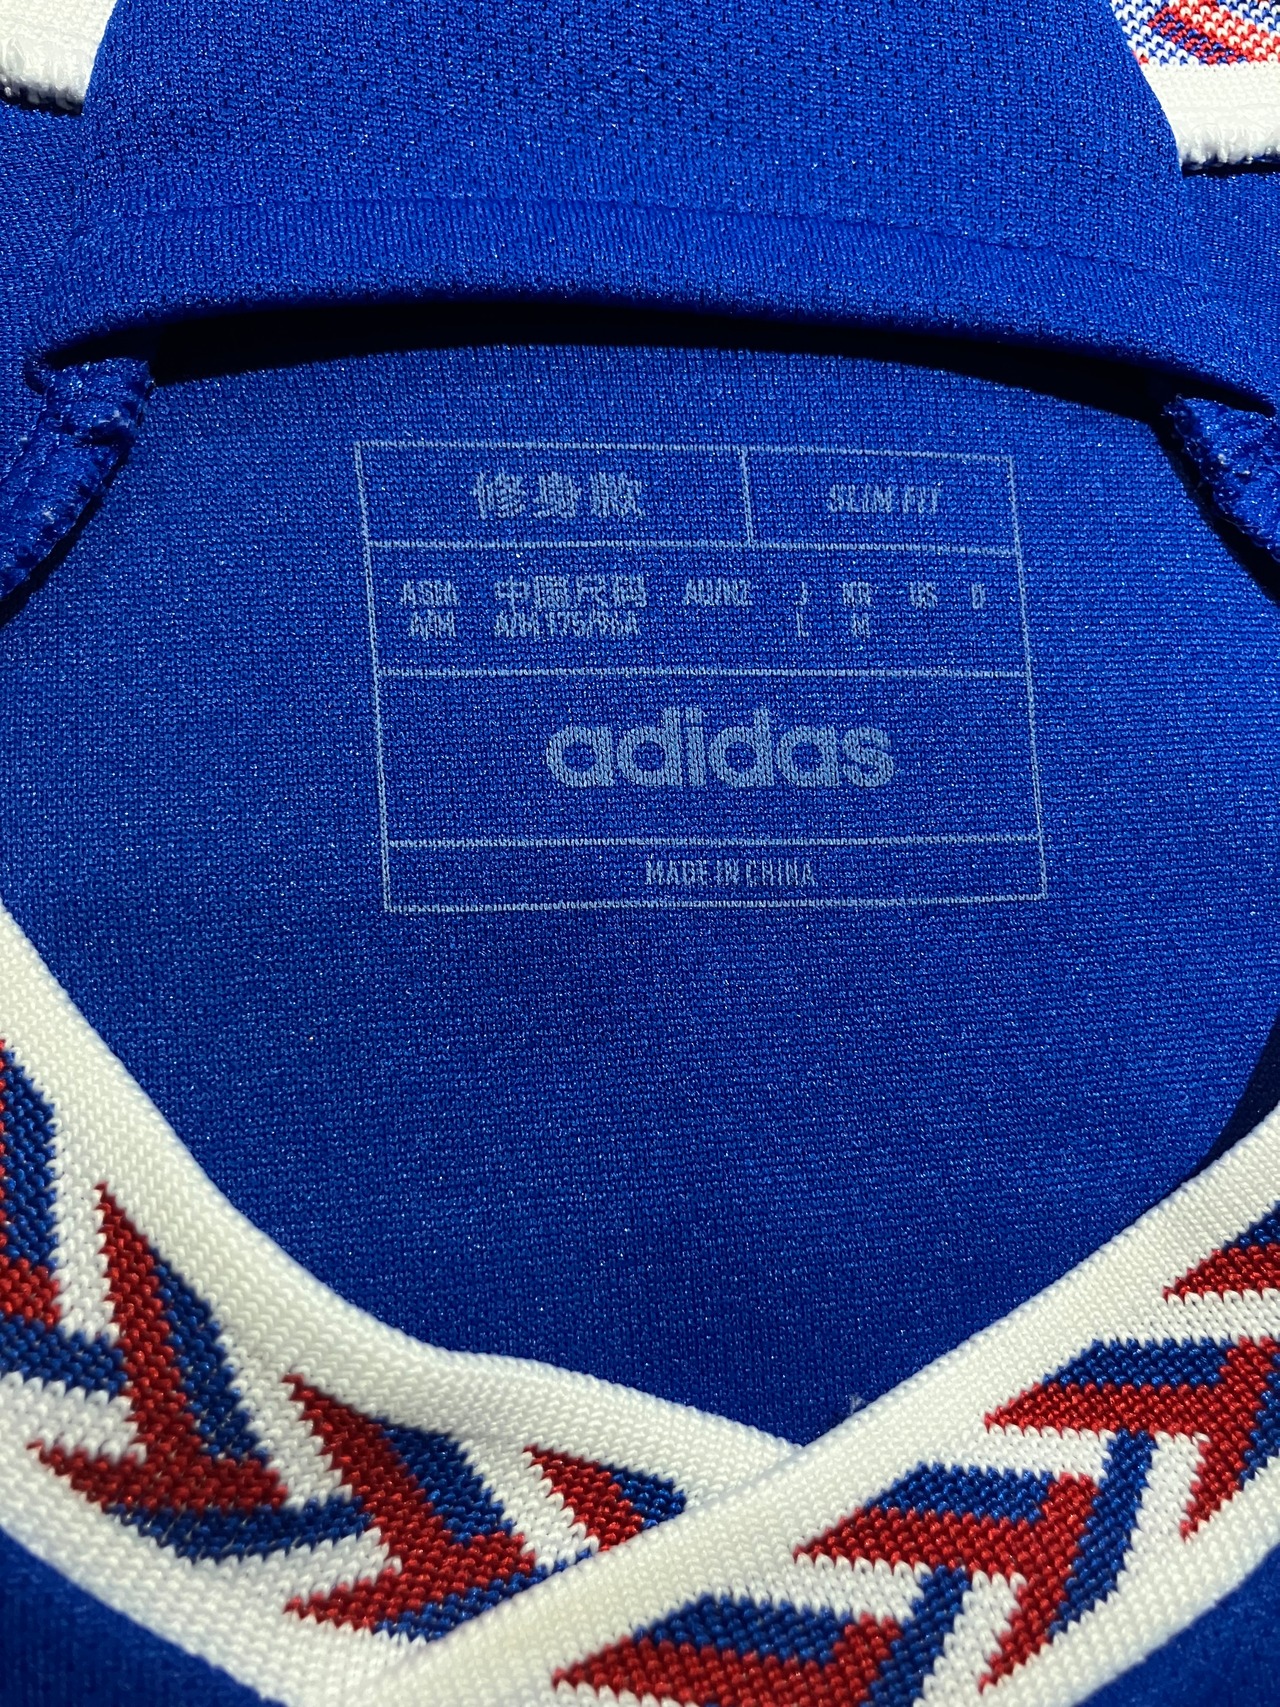 修身款 SLIM FIT
ASIA 中国尺码 AU/NZ J KR US D
A/M A/M 175/96A L M
adidas
MADE IN CHINA